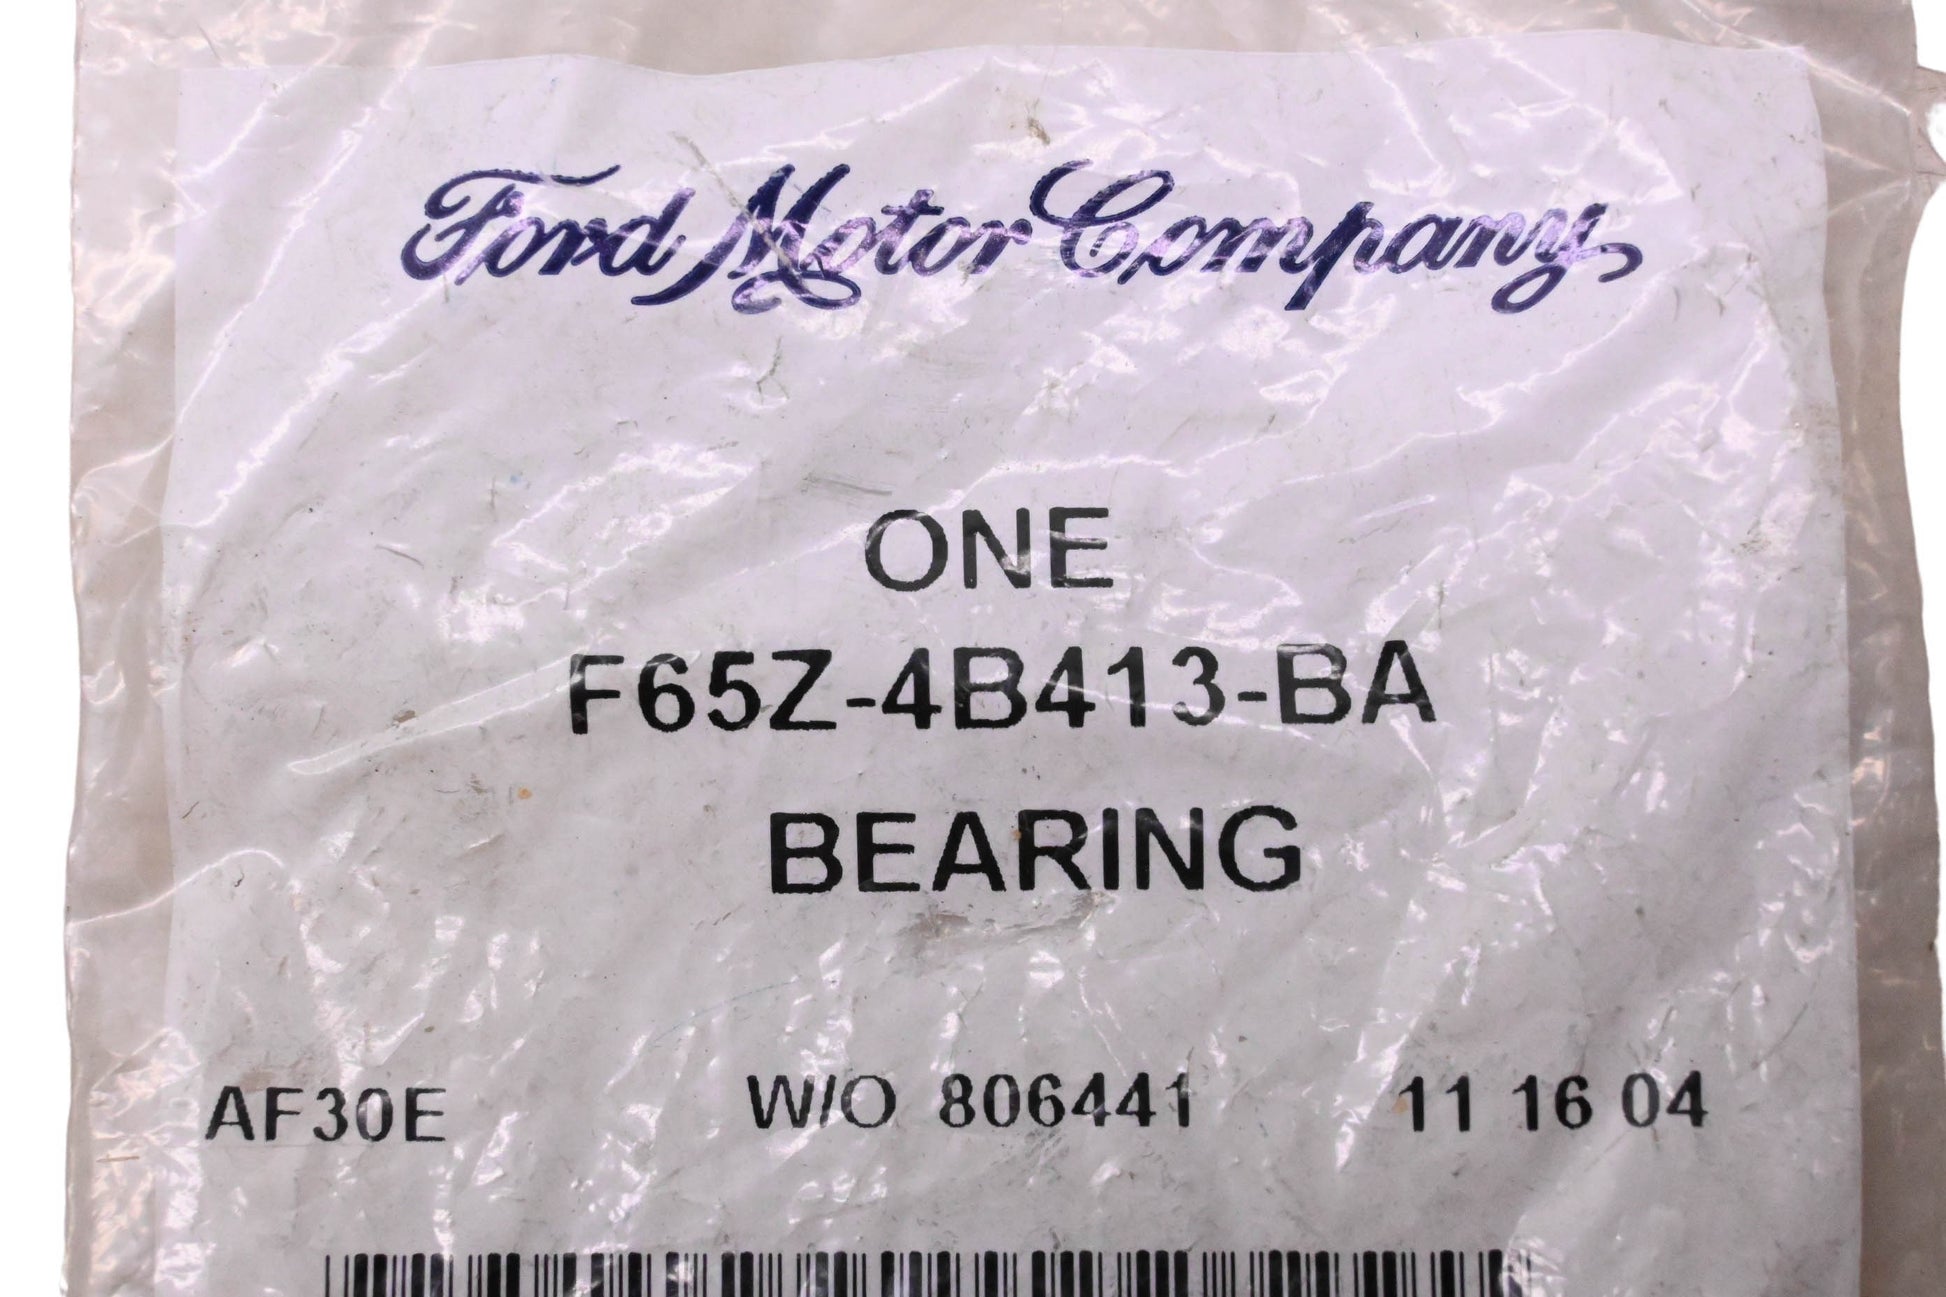 Ford Motor Company
ONE
F65Z-4B413-BA
BEARING
AF30E W/O 806441 11 16 04